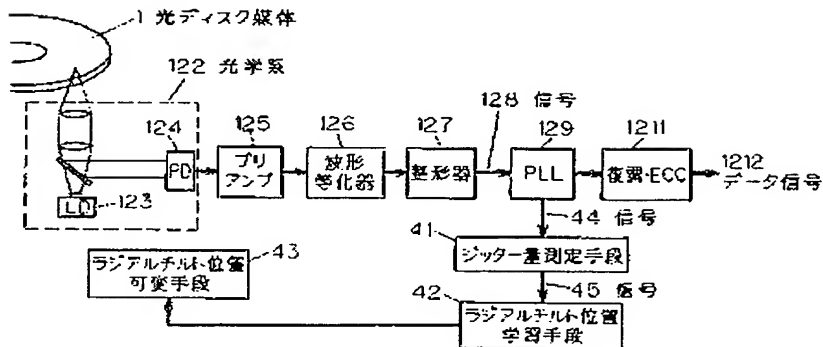 1 光ディスク媒体
122 光学系
124
PD
LD
123
125
プリ
アンプ
126
波形
等化器
127
整形器
128 信号
129
PLL
1211
復調・ECC
1212
データ信号
44 信号
41
ジッター量測定手段
45 信号
42
ラジアルチルト位置
学習手段
43
ラジアルチルト位置
可変手段